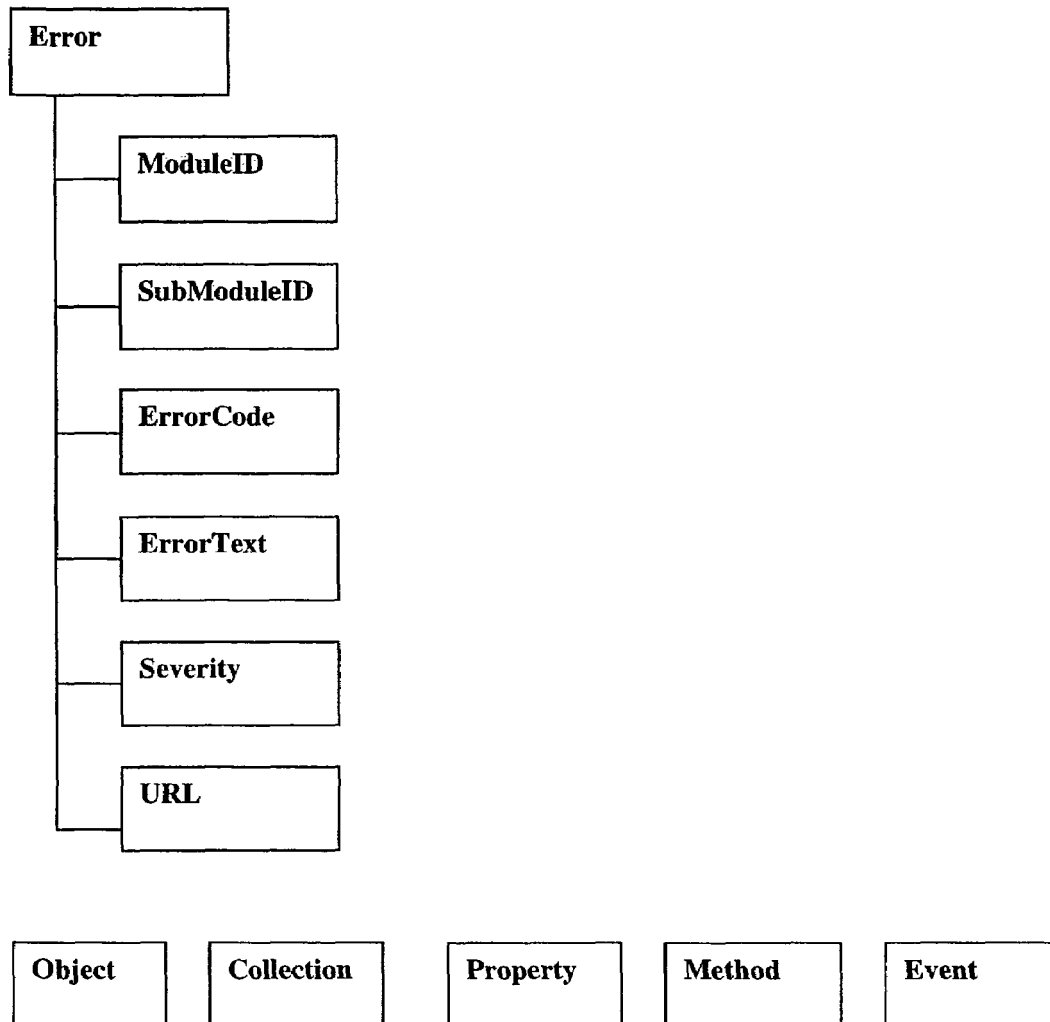 Error
ModuleID
SubModuleID
ErrorCode
ErrorText
Severity
URL
Object Collection Property Method Event